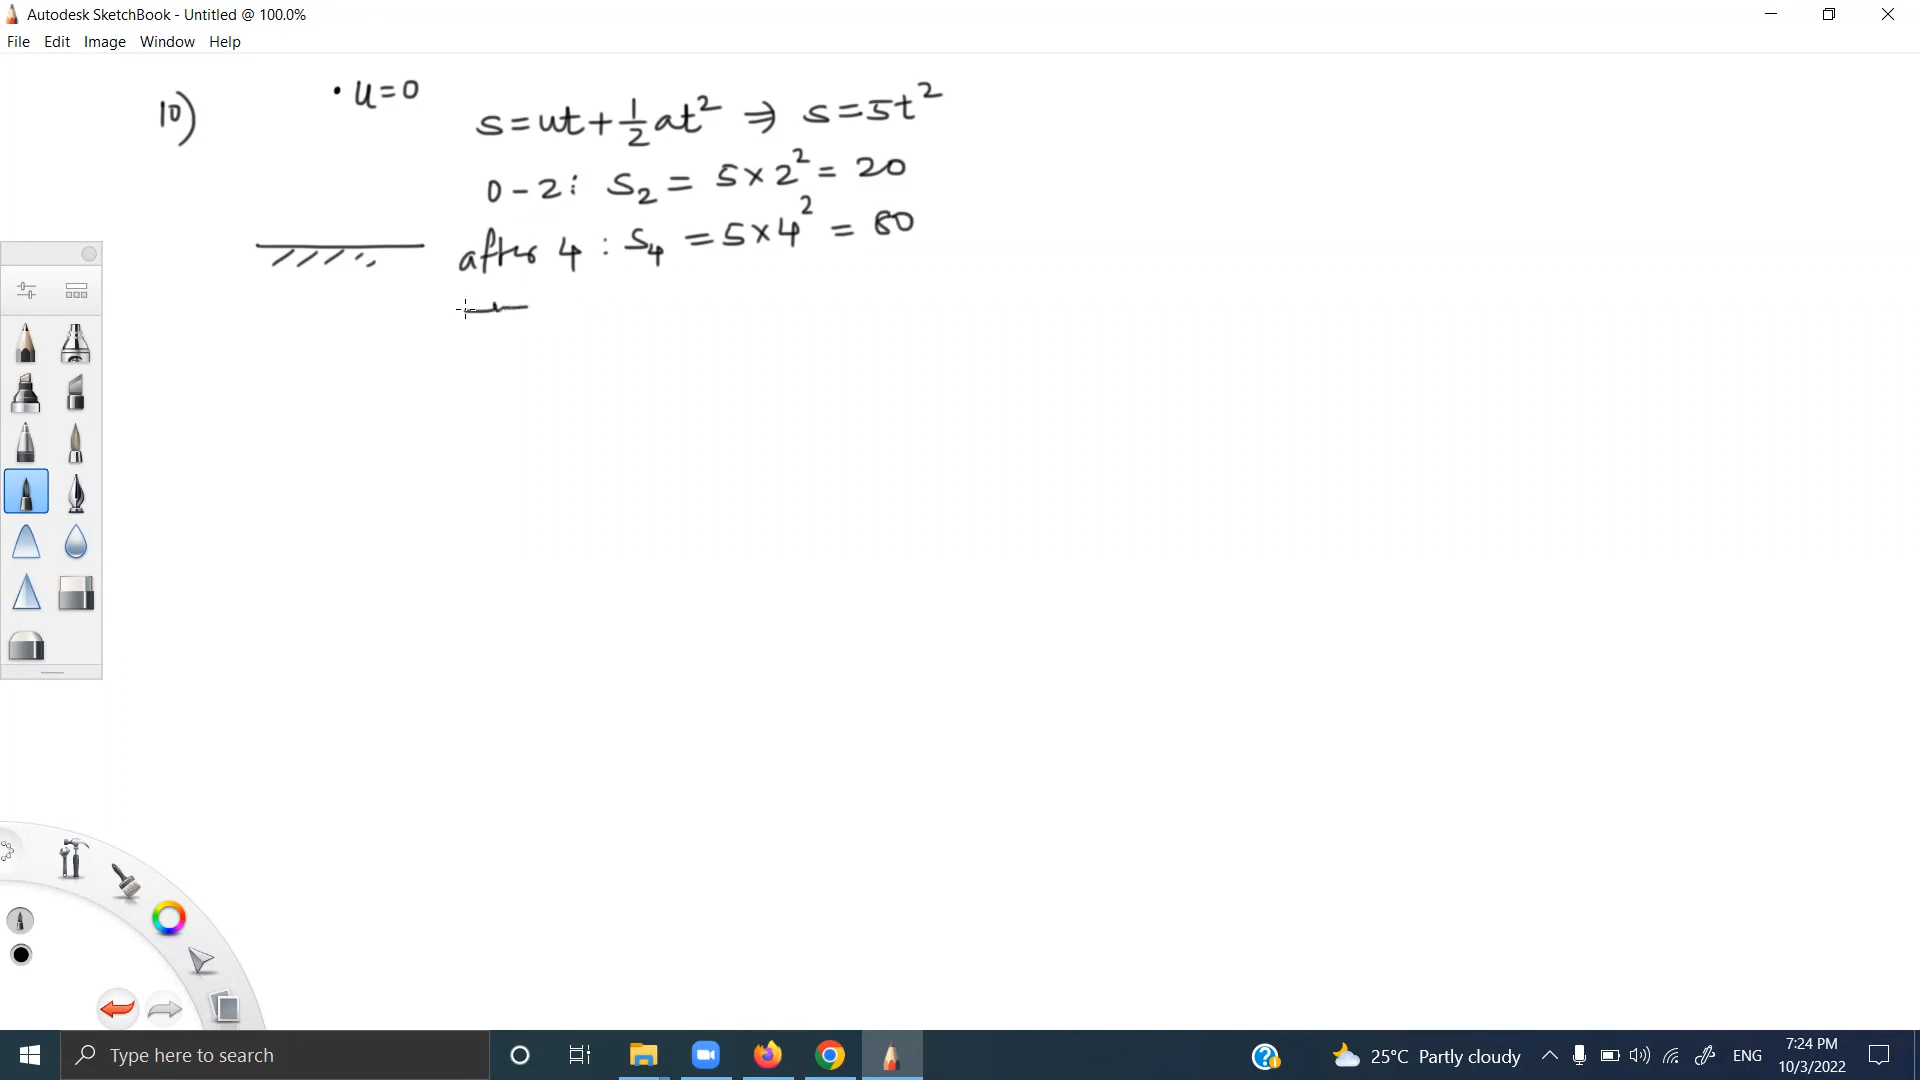 Autodesk SketchBook - Untitled @ 100.0%
File Edit Image Window Help
10)
• u=0
s=ut+½at² ⇒ s=5t²
0-2: s₂ = 5×2² = 20
after 4 : s₄ = 5×4² = 80
Type here to search
25°C Partly cloudy
ENG
7:24 PM
10/3/2022